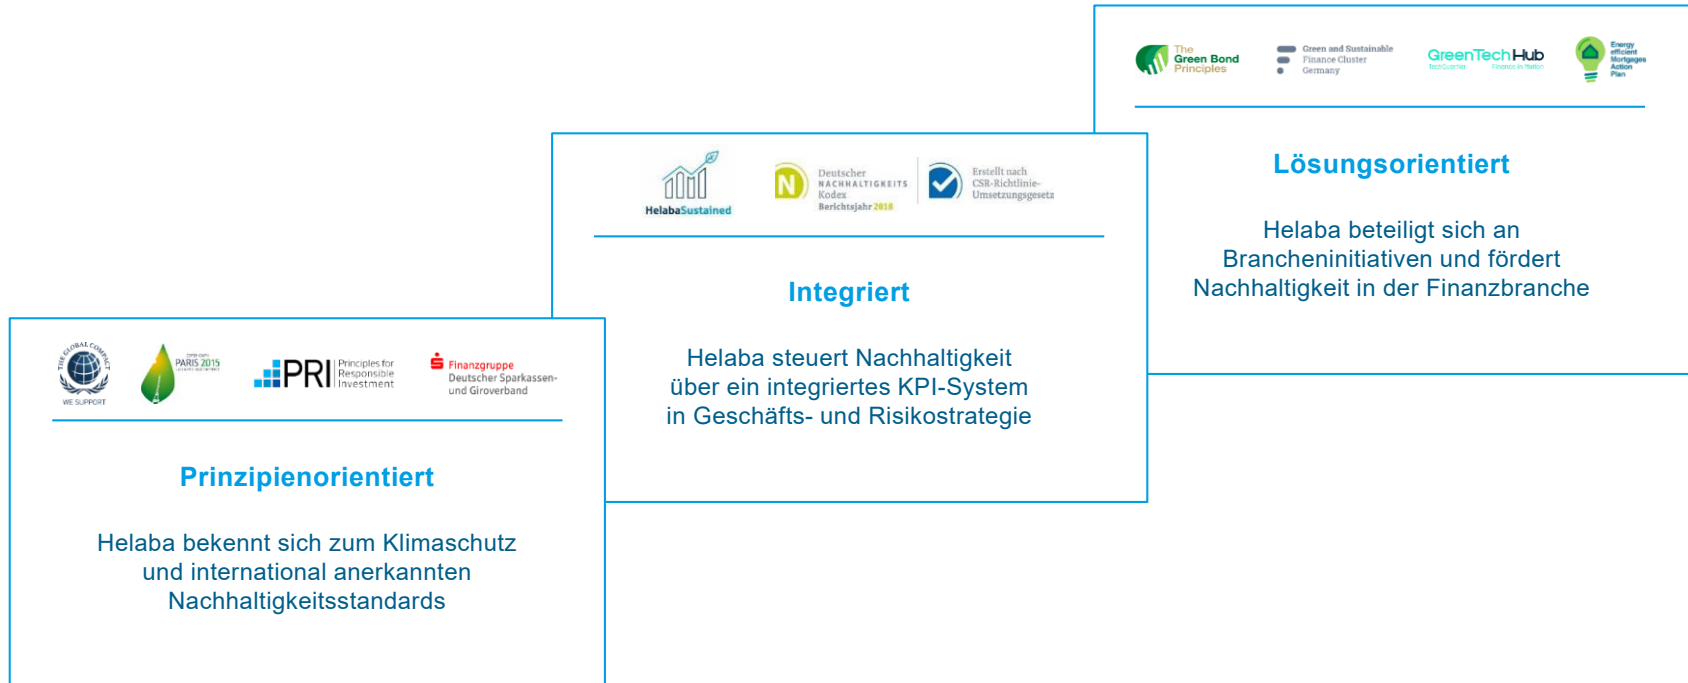 The
Green Bond
Principles
Green and Sustainable
Finance Cluster
Germany
GreenTechHub
Energy
efficient
Mortgages
Action
Plan
Lösungsorientiert
Helaba beteiligt sich an
Brancheninitiativen und fördert
Nachhaltigkeit in der Finanzbranche
HelabaSustained
N
Deutscher
NACHHALTIGKEITS
Kodex
Berichtsjahr 2018
Erstellt nach
CSR-Richtlinie-
Umsetzungsgesetz
Integriert
Helaba steuert Nachhaltigkeit
über ein integriertes KPI-System
in Geschäfts- und Risikostrategie
THE GLOBAL COMPACT
WE SUPPORT
PARIS 2015
PRI
Principles for
Responsible
Investment
Finanzgruppe
Deutscher Sparkassen-
und Giroverband
Prinzipienorientiert
Helaba bekennt sich zum Klimaschutz
und international anerkannten
Nachhaltigkeitsstandards